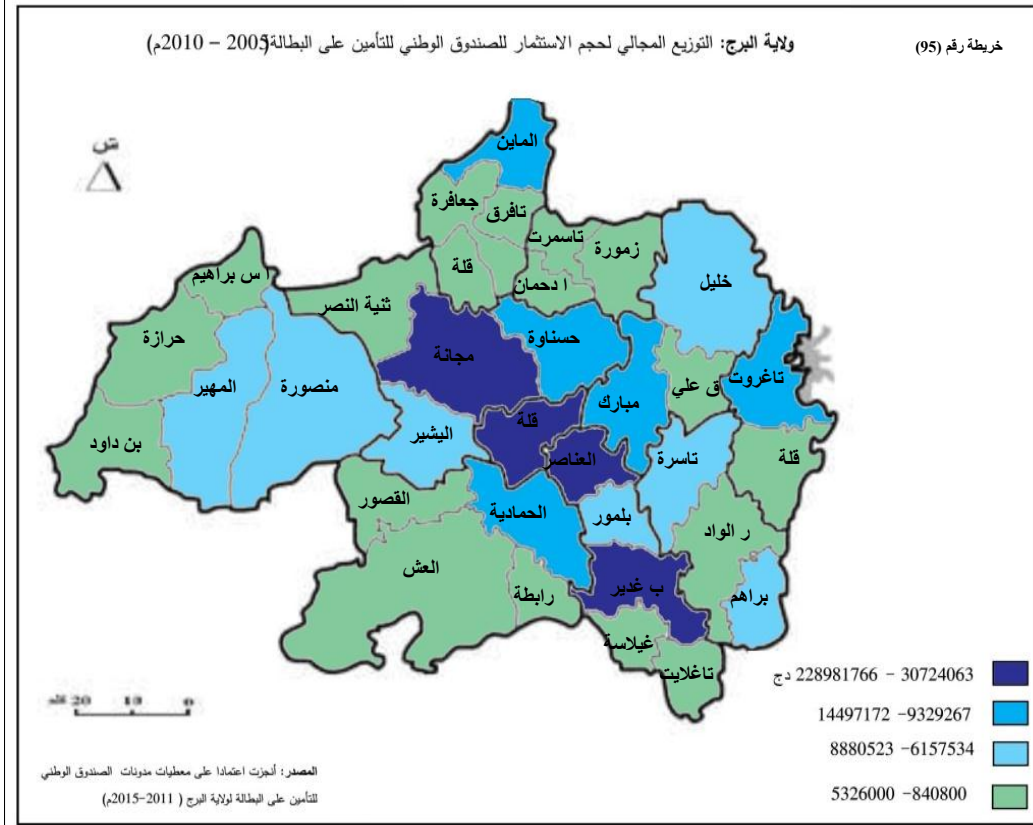 خريطة رقم (95)
ولاية البرج: التوزيع المجالي لحجم الاستثمار للصندوق الوطني للتأمين على البطالة(2005 – 2010م)
ش
الماين
جعافرة
تافرق
تاسمرت
زمورة
قلة
ا دحمان
خليل
ا س براهيم
ثنية النصر
حرازة
المهير
منصورة
مجانة
حسناوة
مبارك
ق علي
تاغروت
بن داود
اليشير
قلة
العناصر
تاسرة
قلة
القصور
الحمادية
بلمور
ر الواد
العش
رابطة
ب غدير
براهم
غيلاسة
تاغلايت
30724063 – 228981766 دج
9329267– 14497172
6157534– 8880523
840800– 5326000
0 10 20 كلم
المصدر: أنجزت اعتمادا على معطيات مدونات الصندوق الوطني
للتأمين على البطالة لولاية البرج ( 2011-2015م)